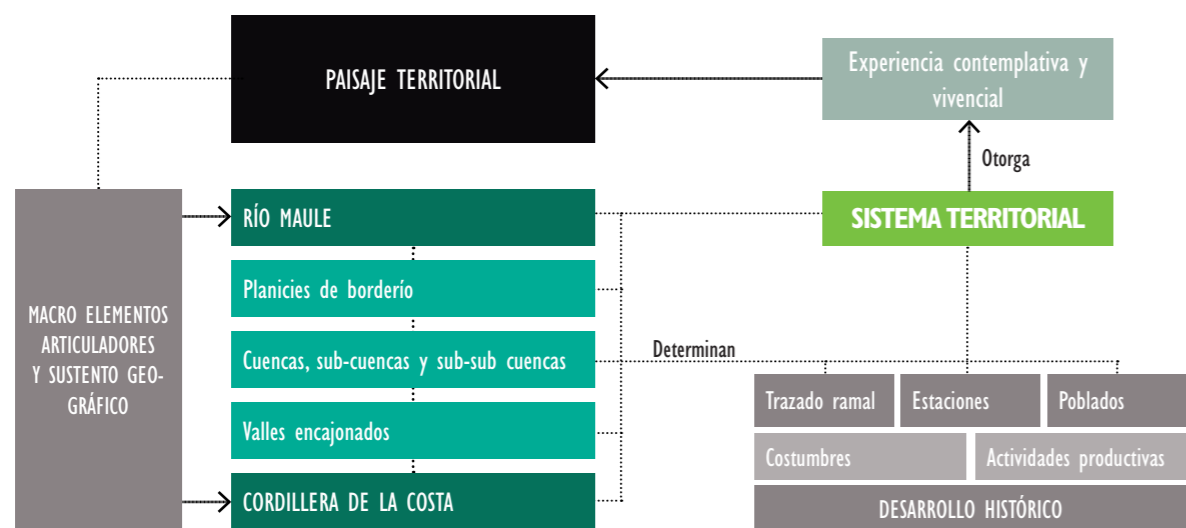 PAISAJE TERRITORIAL
Experiencia contemplativa y
vivencial
Otorga
SISTEMA TERRITORIAL
MACRO ELEMENTOS
ARTICULADORES
Y SUSTENTO GEO-
GRÁFICO
RÍO MAULE
Planicies de borderío
Cuencas, sub-cuencas y sub-sub cuencas
Valles encajonados
CORDILLERA DE LA COSTA
Determinan
Trazado ramal
Estaciones
Poblados
Costumbres
Actividades productivas
DESARROLLO HISTÓRICO